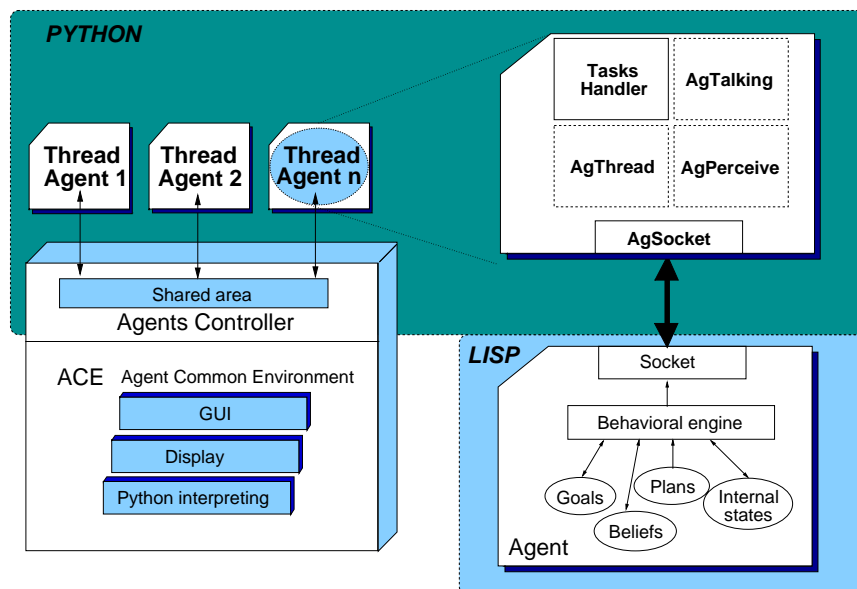 PYTHON
Tasks
Handler
AgTalking
AgThread
AgPerceive
AgSocket
Thread
Agent 1
Thread
Agent 2
Thread
Agent n
Shared area
Agents Controller
ACE Agent Common Environment
GUI
Display
Python interpreting
LISP
Socket
Behavioral engine
Goals
Beliefs
Plans
Internal
states
Agent